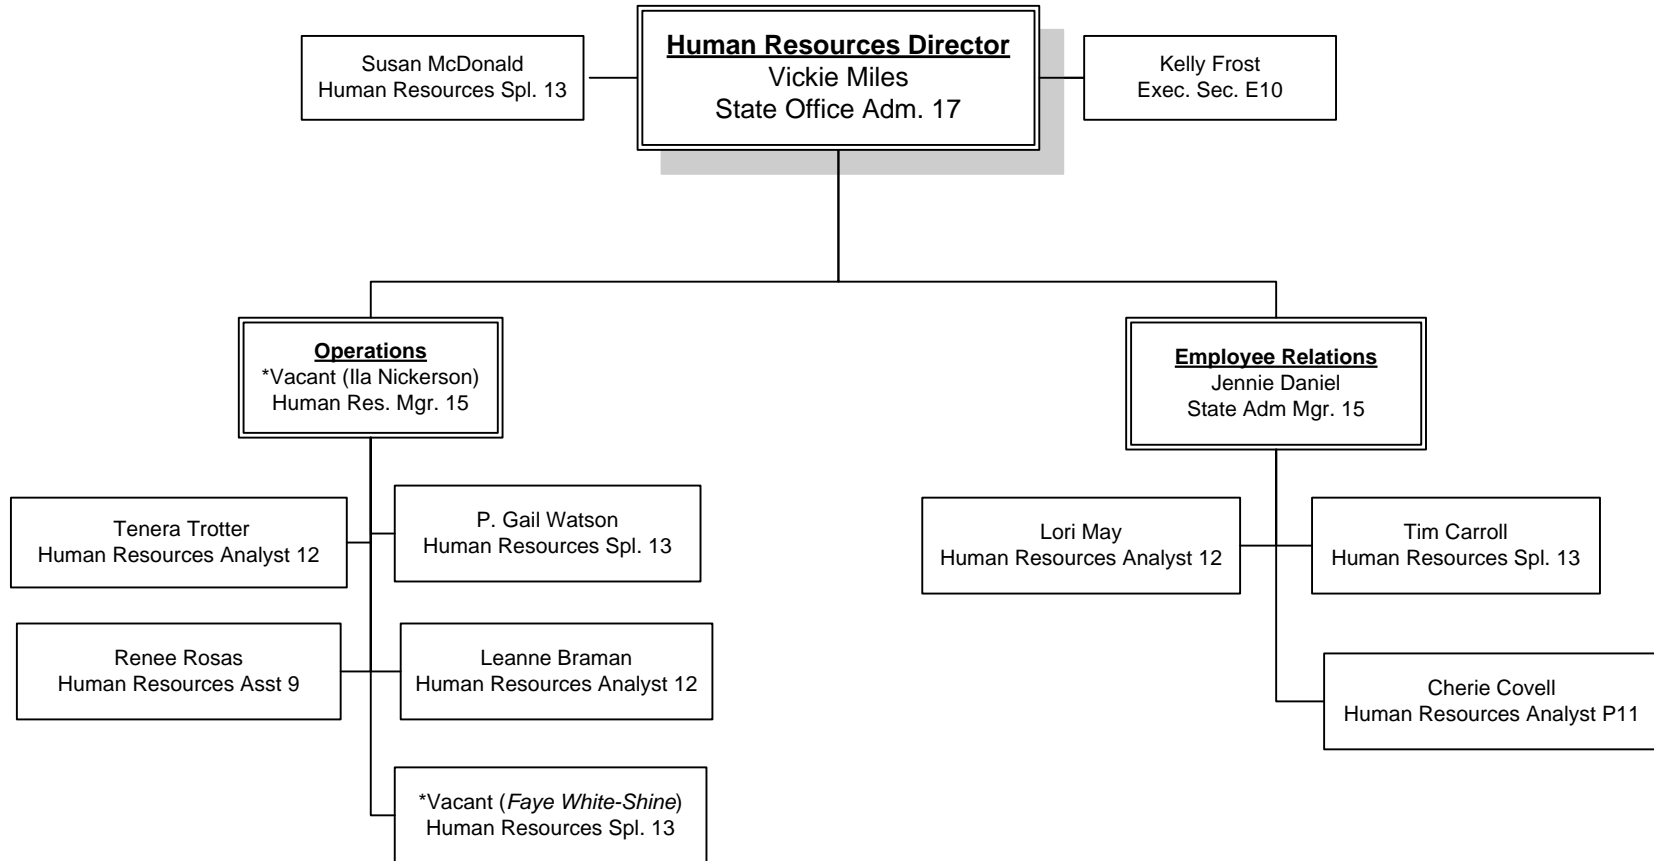 Susan McDonald
Human Resources Spl. 13
Human Resources Director
Vickie Miles
State Office Adm. 17
Kelly Frost
Exec. Sec. E10
Operations
*Vacant (Ila Nickerson)
Human Res. Mgr. 15
Employee Relations
Jennie Daniel
State Adm Mgr. 15
Tenera Trotter
Human Resources Analyst 12
P. Gail Watson
Human Resources Spl. 13
Lori May
Human Resources Analyst 12
Tim Carroll
Human Resources Spl. 13
Renee Rosas
Human Resources Asst 9
Leanne Braman
Human Resources Analyst 12
Cherie Covell
Human Resources Analyst P11
*Vacant (Faye White-Shine)
Human Resources Spl. 13